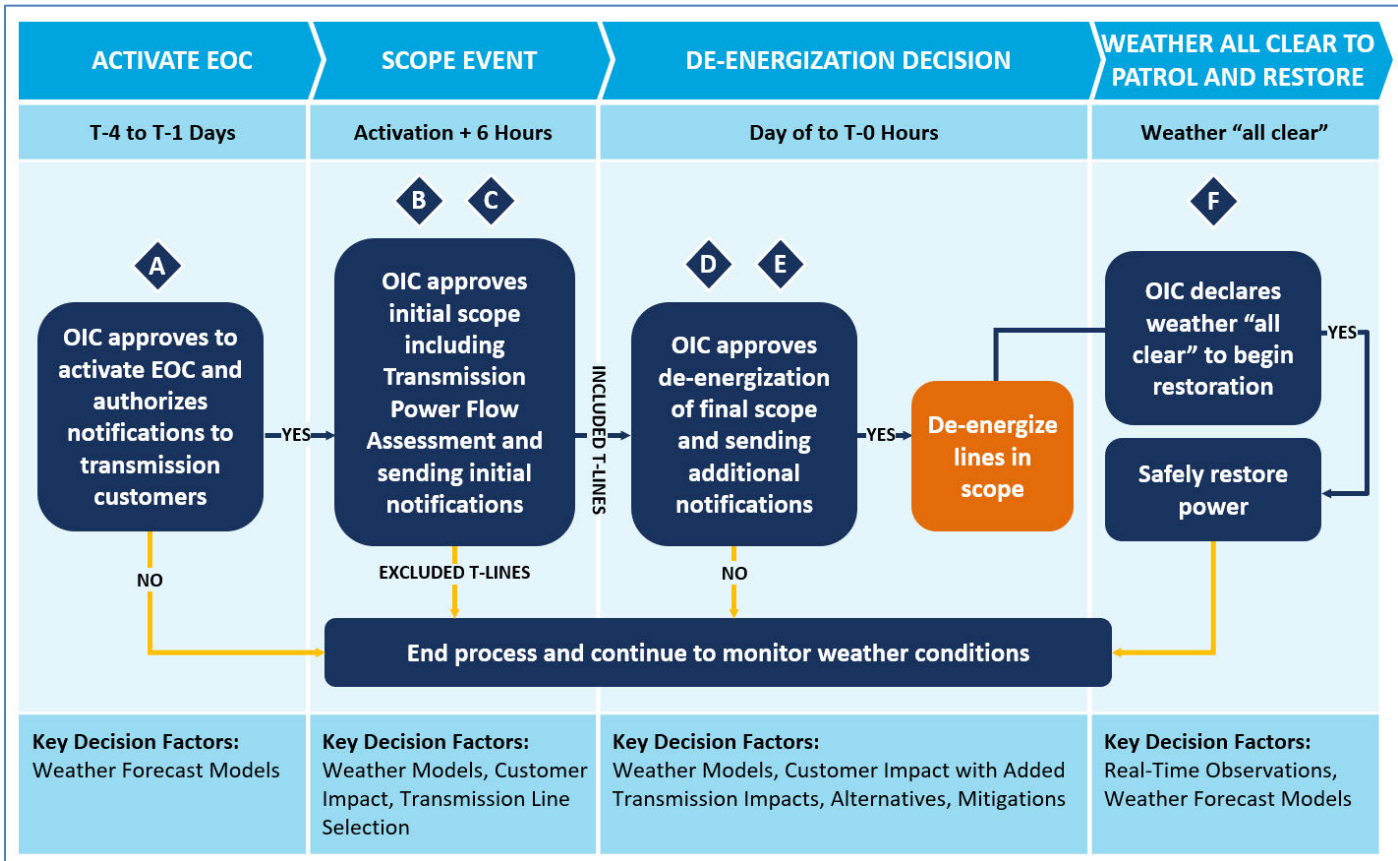 ACTIVATE EOC
SCOPE EVENT
DE-ENERGIZATION DECISION
WEATHER ALL CLEAR TO
PATROL AND RESTORE
T-4 to T-1 Days
Activation + 6 Hours
Day of to T-0 Hours
Weather “all clear”
A
OIC approves to
activate EOC and
authorizes
notifications to
transmission
customers
YES
NO
B
C
OIC approves
initial scope
including
Transmission
Power Flow
Assessment and
sending initial
notifications
INCLUDED T-LINES
EXCLUDED T-LINES
D
E
OIC approves
de-energization
of final scope
and sending
additional
notifications
YES
NO
De-energize
lines in
scope
F
OIC declares
weather “all
clear” to begin
restoration
YES
Safely restore
power
End process and continue to monitor weather conditions
Key Decision Factors:
Weather Forecast Models
Key Decision Factors:
Weather Models, Customer
Impact, Transmission Line
Selection
Key Decision Factors:
Weather Models, Customer Impact with Added
Transmission Impacts, Alternatives, Mitigations
Key Decision Factors:
Real-Time Observations,
Weather Forecast Models